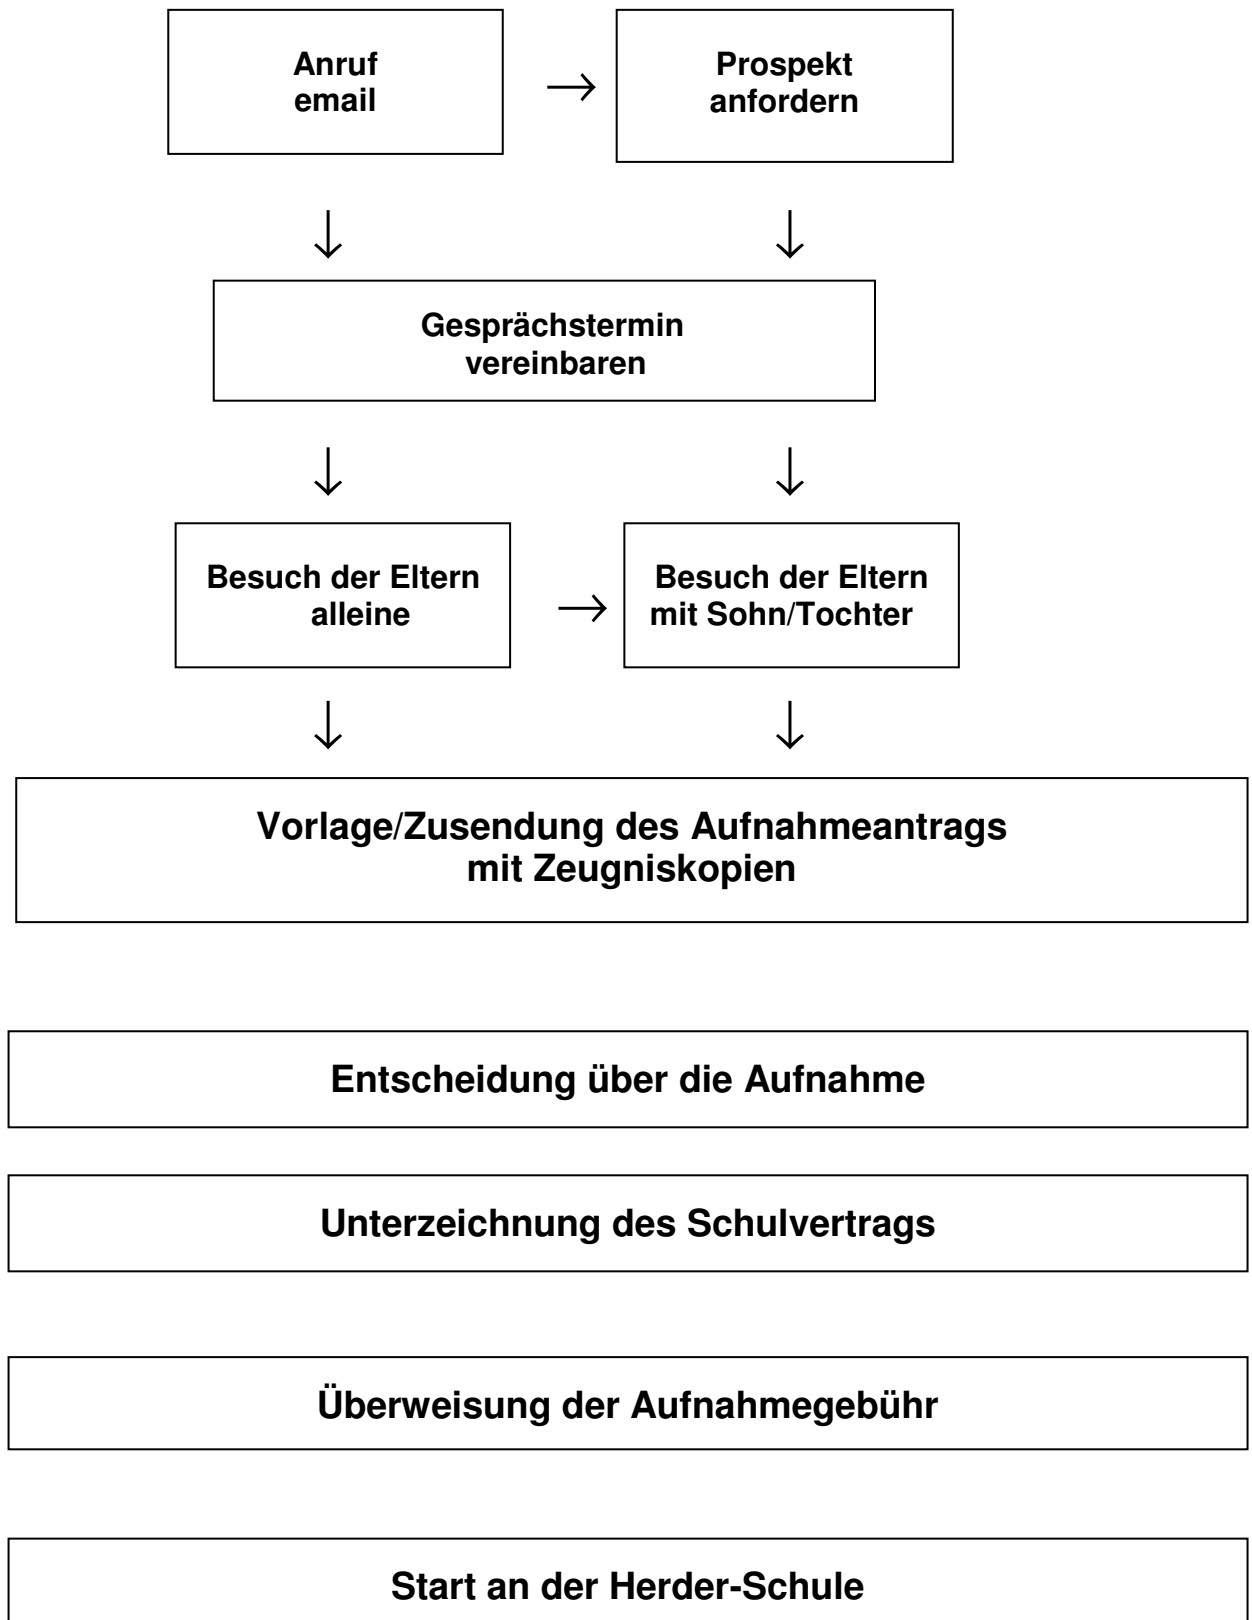 Anruf
email
Prospekt
anfordern
Gesprächstermin
vereinbaren
Besuch der Eltern
alleine
Besuch der Eltern
mit Sohn/Tochter
Vorlage/Zusendung des Aufnahmeantrags
mit Zeugniskopien
Entscheidung über die Aufnahme
Unterzeichnung des Schulvertrags
Überweisung der Aufnahmegebühr
Start an der Herder-Schule